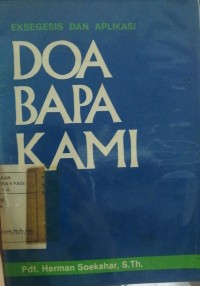 EKSEGESIS DAN APLIKASI
DOA
BAPA
KAMI
Pdt. Herman Soekahar, S.Th.